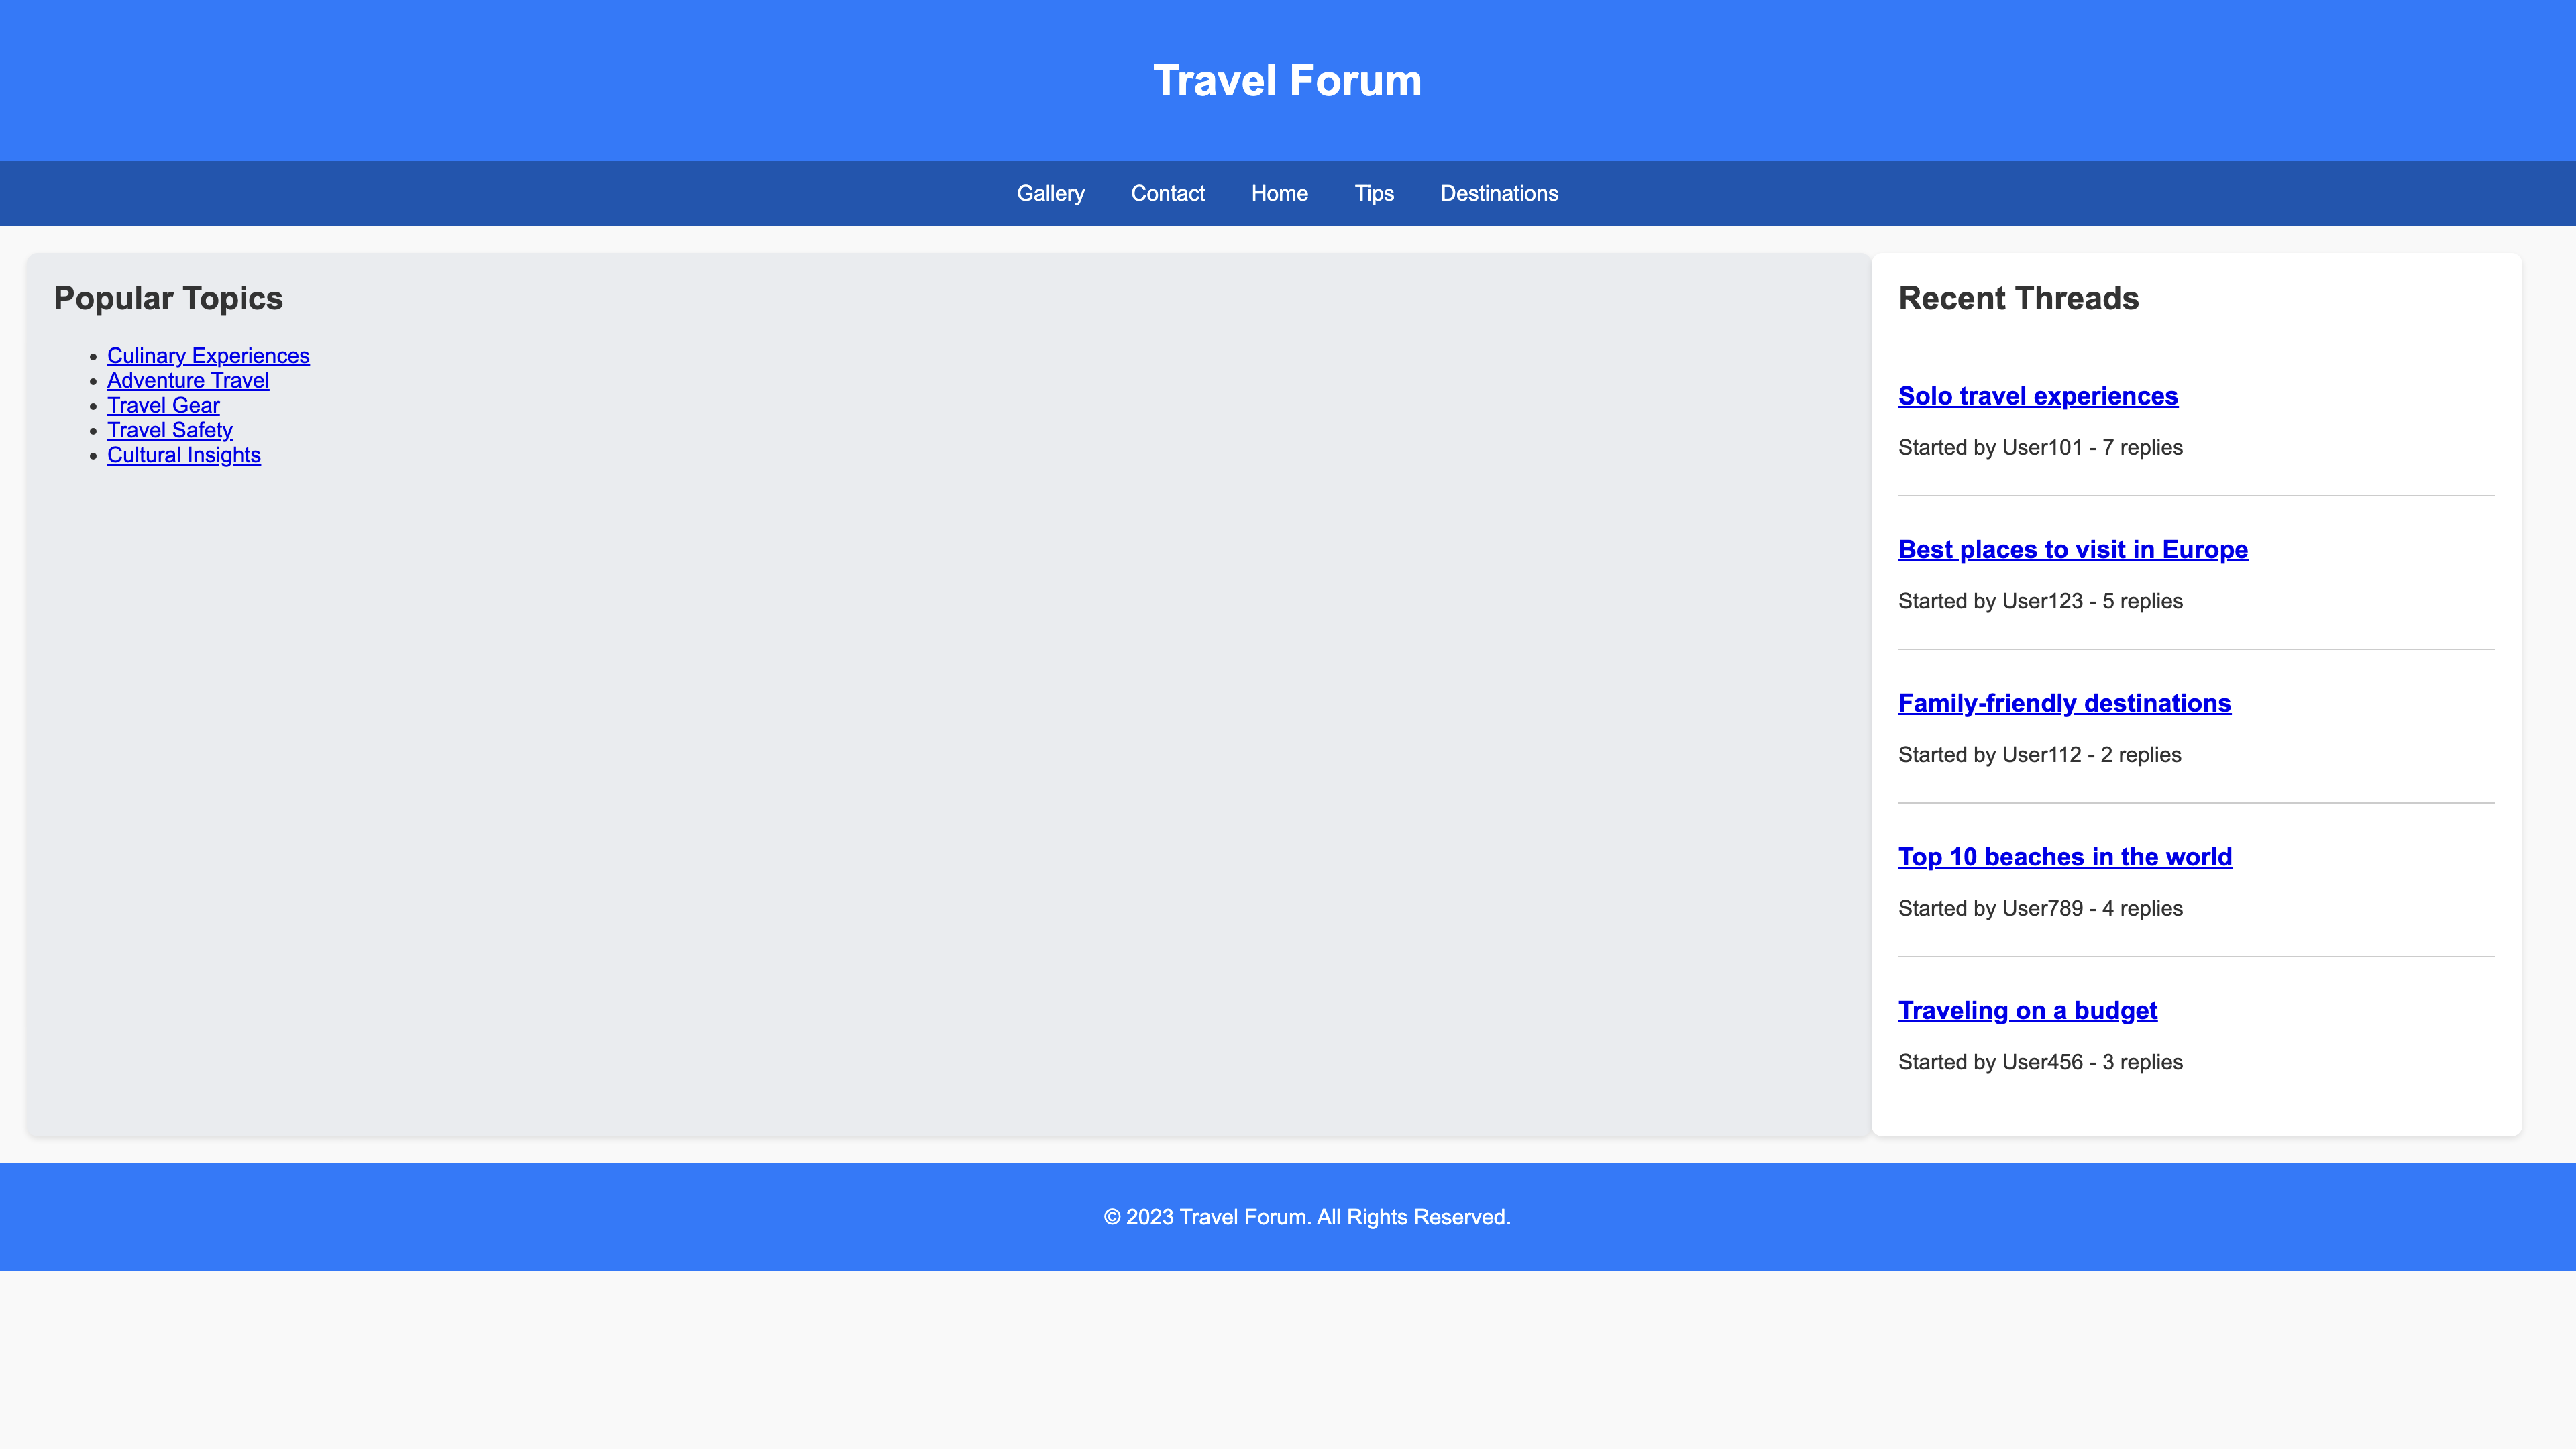 Travel Forum
Gallery Contact Home Tips Destinations
Popular Topics
Culinary Experiences
Adventure Travel
Travel Gear
Travel Safety
Cultural Insights
Recent Threads
Solo travel experiences
Started by User101 - 7 replies
Best places to visit in Europe
Started by User123 - 5 replies
Family-friendly destinations
Started by User112 - 2 replies
Top 10 beaches in the world
Started by User789 - 4 replies
Traveling on a budget
Started by User456 - 3 replies
© 2023 Travel Forum. All Rights Reserved.